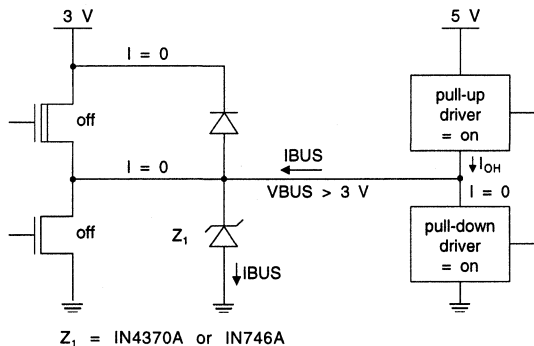 3 V
5 V
I = 0
off
pull-up
driver
= on
I = 0
IBUS
IOH
VBUS > 3 V
I = 0
off
Z1
IBUS
pull-down
driver
= on
Z1 = IN4370A or IN746A